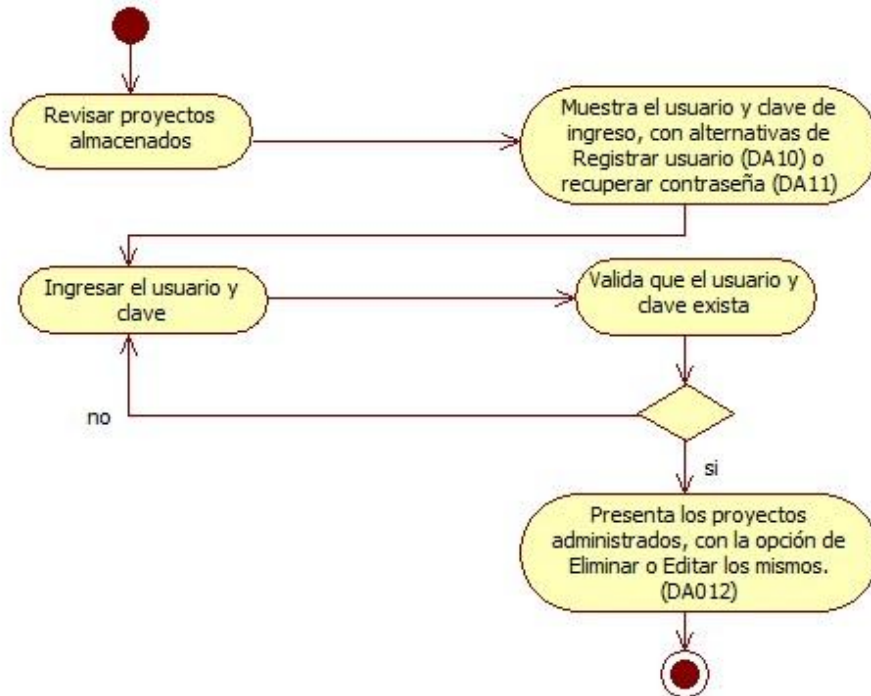 Revisar proyectos
almacenados
Muestra el usuario y clave de
ingreso, con alternativas de
Registrar usuario (DA10) o
recuperar contraseña (DA11)
Ingresar el usuario y
clave
Valida que el usuario y
clave exista
no
si
Presenta los proyectos
administrados, con la opción de
Eliminar o Editar los mismos.
(DA012)